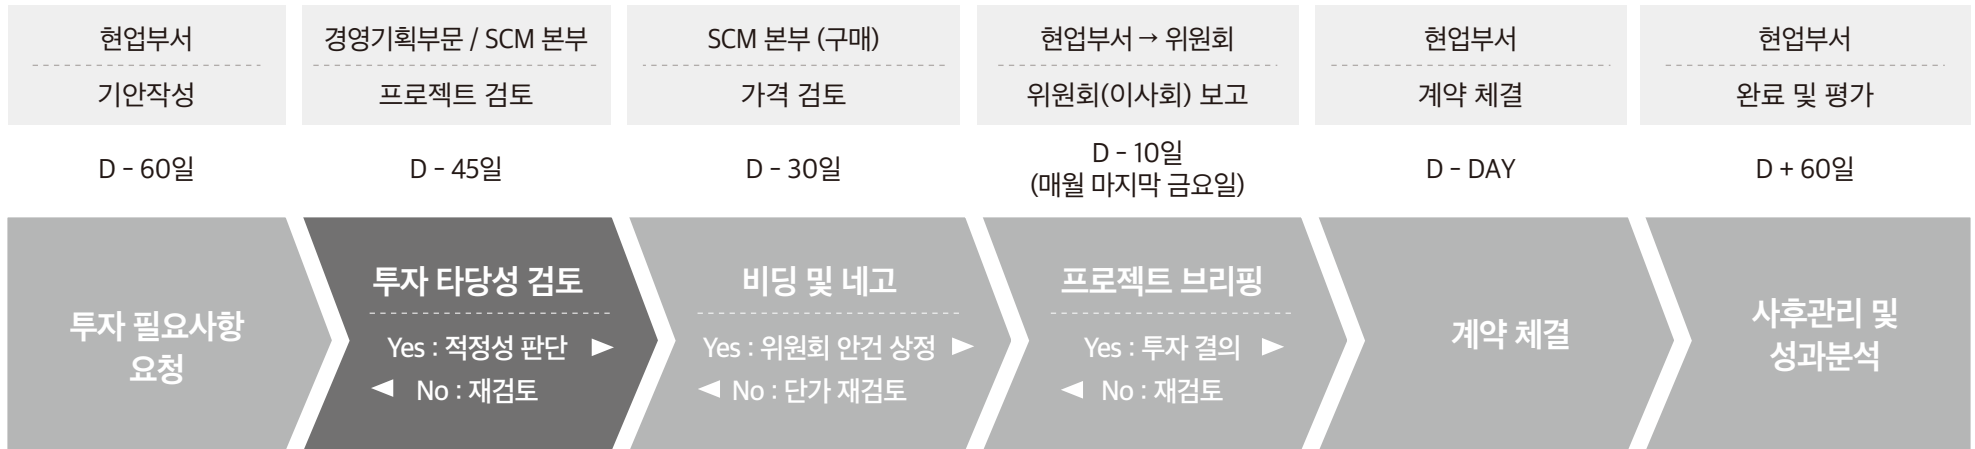 현업부서
기안작성
D - 60일
투자 필요사항
요청
경영기획부문 / SCM 본부
프로젝트 검토
D - 45일
투자 타당성 검토
Yes : 적정성 판단 ▶
◀ No : 재검토
SCM 본부 (구매)
가격 검토
D - 30일
비딩 및 네고
Yes : 위원회 안건 상정 ▶
◀ No : 단가 재검토
현업부서 → 위원회
위원회(이사회) 보고
D - 10일
(매월 마지막 금요일)
프로젝트 브리핑
Yes : 투자 결의 ▶
◀ No : 재검토
현업부서
계약 체결
D - DAY
계약 체결
현업부서
완료 및 평가
D + 60일
사후관리 및
성과분석